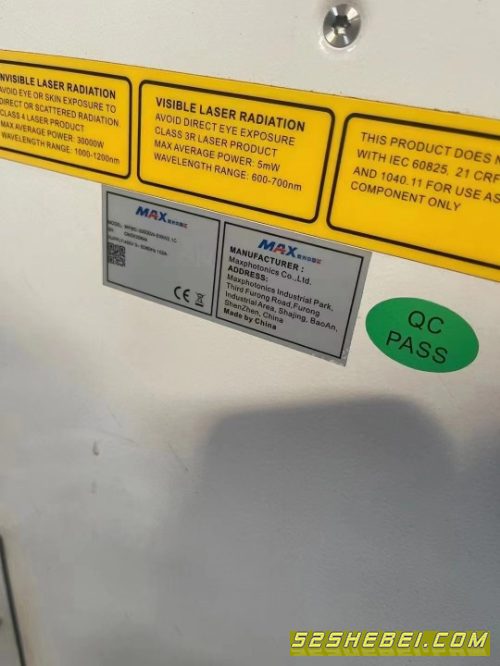 NVISIBLE LASER RADIATION
AVOID EYE OR SKIN EXPOSURE TO
DIRECT OR SCATTERED RADIATION
CLASS 4 LASER PRODUCT
MAX AVERAGE POWER: 30000W
WAVELENGTH RANGE: 1000-1200nm
VISIBLE LASER RADIATION
AVOID DIRECT EYE EXPOSURE
CLASS 3R LASER PRODUCT
MAX AVERAGE POWER: 5mW
WAVELENGTH RANGE: 600-700nm
THIS PRODUCT DOES N
WITH IEC 60825, 21 CRF
AND 1040.11 FOR USE AS
COMPONENT ONLY
MAX
MODEL:
SN:
CE
MAX
MANUFACTURER :
Maxphotonics Co.,Ltd.
ADDRESS:
Maxphotonics Industrial Park,
Third Furong Road,Furong
Industrial Area, Shajing, BaoAn,
ShenZhen, China
Made by China
QC
PASS
52SHEBEI.COM